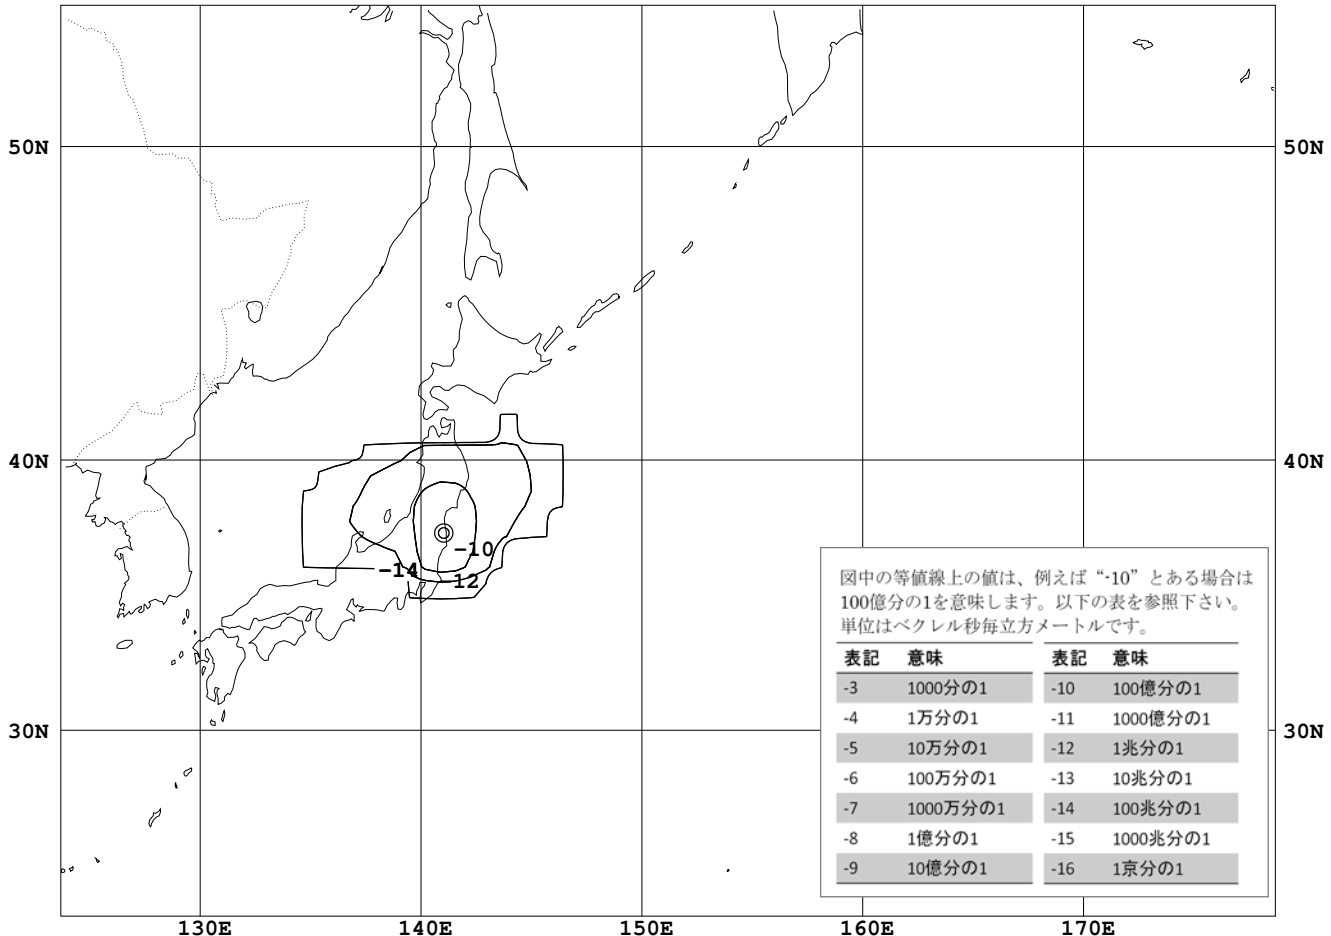 50N
50N
40N
40N
-10
-14
-12
図中の等値線上の値は、例えば“-10”とある場合は
100億分の1を意味します。以下の表を参照下さい。
単位はベクレル秒毎立方メートルです。
表記 意味 表記 意味
-3 1000分の1 -10 100億分の1
-4 1万分の1 -11 1000億分の1
-5 10万分の1 -12 1兆分の1
-6 100万分の1 -13 10兆分の1
-7 1000万分の1 -14 100兆分の1
-8 1億分の1 -15 1000兆分の1
-9 10億分の1 -16 1京分の1
30N
30N
130E 140E 150E 160E 170E